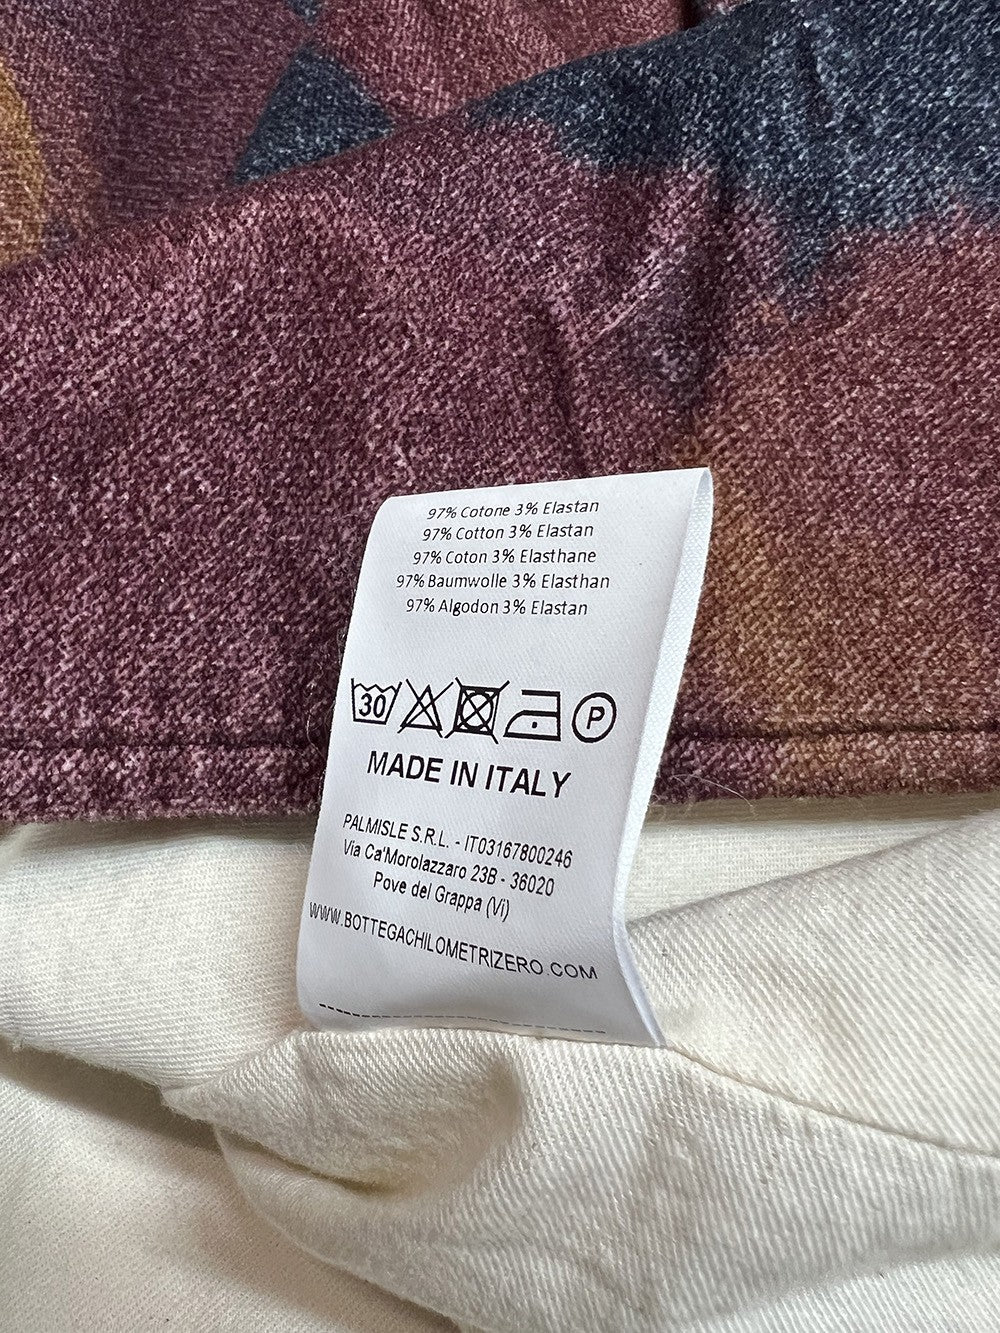 97% Cotone 3% Elastan
97% Cotton 3% Elastan
97% Coton 3% Elasthane
97% Baumwolle 3% Elasthan
97% Algodon 3% Elastan
30 P
MADE IN ITALY
PALMISLE S.R.L. - IT03167800246
Via Ca'Morolazzaro 23B - 36020
Pove del Grappa (Vi)
WWW.BOTTEGACHILOMETRIZERO.COM